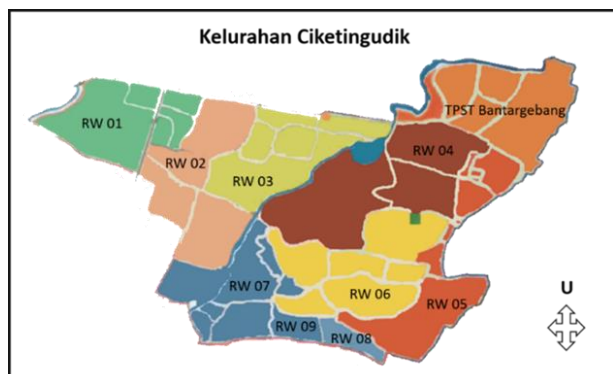 Kelurahan Ciketingudik
TPST Bantargebang
RW 01
RW 02
RW 04
RW 03
RW 07
RW 06
RW 05
U
RW 09
RW 08